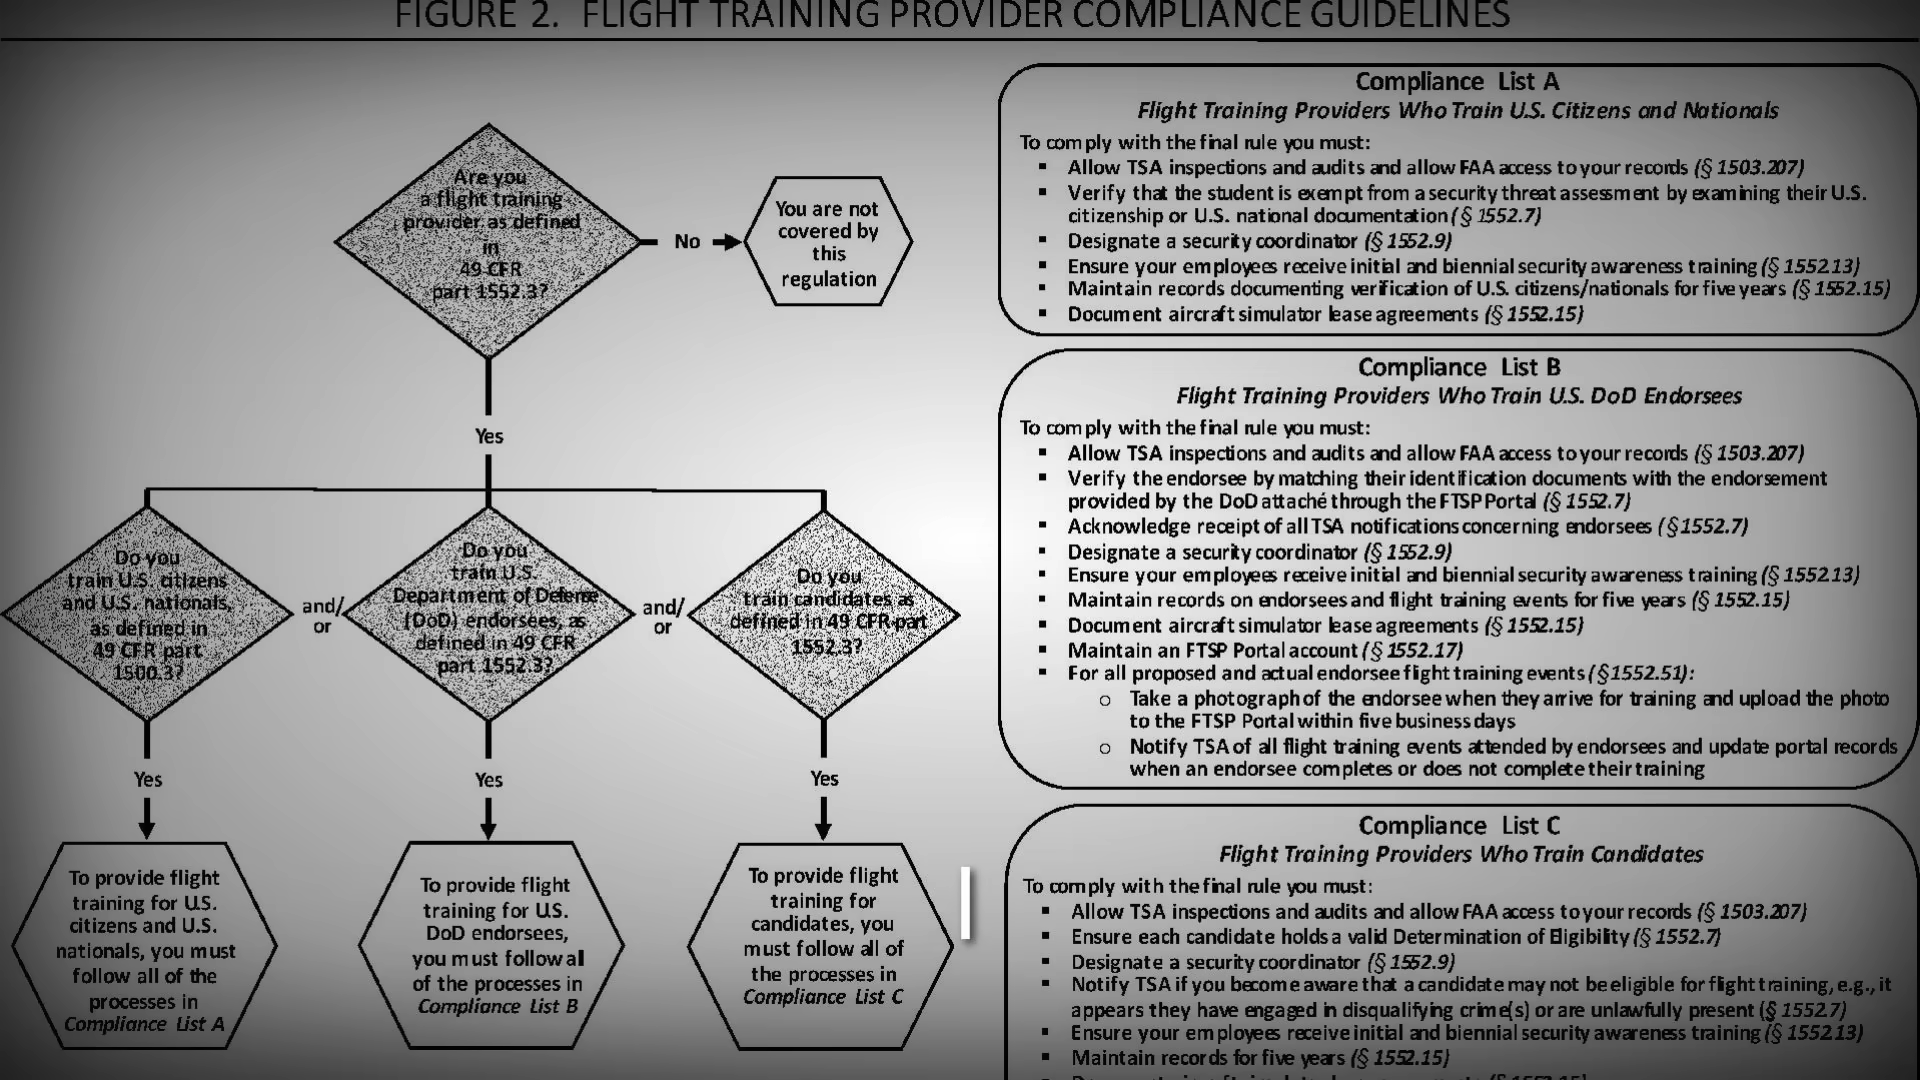 FIGURE 2. FLIGHT TRAINING PROVIDER COMPLIANCE GUIDELINES
Are you
a flight training
provider as defined
in
49 CFR
part 1552.3?
No
You are not
covered by
this
regulation
Yes
Do you
train U.S. citizens
and U.S. nationals,
as defined in
49 CFR part
1500.3?
and/
or
Do you
train U.S.
Department of Defense
(DoD) endorsees, as
defined in 49 CFR
part 1552.3?
and/
or
Do you
train candidates as
defined in 49 CFR part
1552.3?
Yes
Yes
Yes
To provide flight
training for U.S.
citizens and U.S.
nationals, you must
follow all of the
processes in
Compliance List A
To provide flight
training for U.S.
DoD endorsees,
you must follow all
of the processes in
Compliance List B
To provide flight
training for
candidates, you
must follow all of
the processes in
Compliance List C
Compliance List A
Flight Training Providers Who Train U.S. Citizens and Nationals
To comply with the final rule you must:
▪ Allow TSA inspections and audits and allow FAA access to your records (§ 1503.207)
▪ Verify that the student is exempt from a security threat assessment by examining their U.S.
citizenship or U.S. national documentation (§ 1552.7)
▪ Designate a security coordinator (§ 1552.9)
▪ Ensure your employees receive initial and biennial security awareness training (§ 1552.13)
▪ Maintain records documenting verification of U.S. citizens/nationals for five years (§ 1552.15)
▪ Document aircraft simulator lease agreements (§ 1552.15)
Compliance List B
Flight Training Providers Who Train U.S. DoD Endorsees
To comply with the final rule you must:
▪ Allow TSA inspections and audits and allow FAA access to your records (§ 1503.207)
▪ Verify the endorsee by matching their identification documents with the endorsement
provided by the DoD attaché through the FTSP Portal (§ 1552.7)
▪ Acknowledge receipt of all TSA notifications concerning endorsees (§1552.7)
▪ Designate a security coordinator (§ 1552.9)
▪ Ensure your employees receive initial and biennial security awareness training (§ 1552.13)
▪ Maintain records on endorsees and flight training events for five years (§ 1552.15)
▪ Document aircraft simulator lease agreements (§ 1552.15)
▪ Maintain an FTSP Portal account (§ 1552.17)
▪ For all proposed and actual endorsee flight training events (§1552.51):
○ Take a photograph of the endorsee when they arrive for training and upload the photo
to the FTSP Portal within five business days
○ Notify TSA of all flight training events attended by endorsees and update portal records
when an endorsee completes or does not complete their training
Compliance List C
Flight Training Providers Who Train Candidates
To comply with the final rule you must:
▪ Allow TSA inspections and audits and allow FAA access to your records (§ 1503.207)
▪ Ensure each candidate holds a valid Determination of Eligibility (§ 1552.7)
▪ Designate a security coordinator (§ 1552.9)
▪ Notify TSA if you become aware that a candidate may not be eligible for flight training, e.g., it
appears they have engaged in disqualifying crime(s) or are unlawfully present (§ 1552.7)
▪ Ensure your employees receive initial and biennial security awareness training (§ 1552.13)
▪ Maintain records for five years (§ 1552.15)